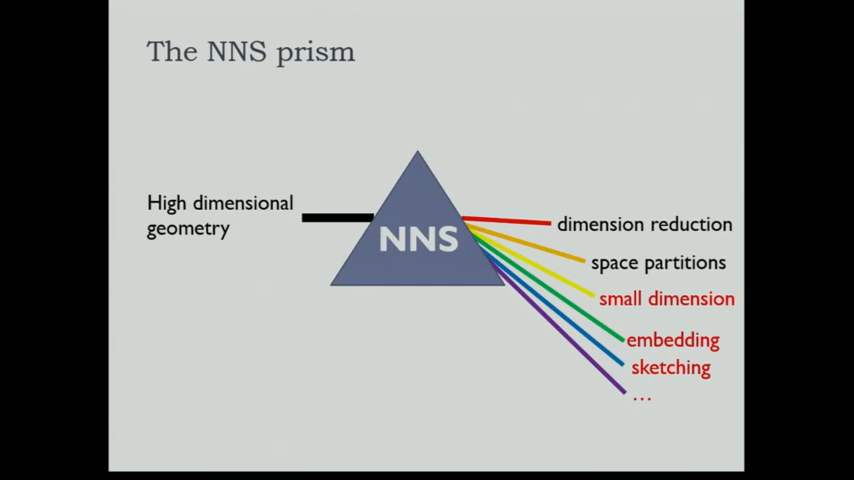 The NNS prism
High dimensional
geometry
NNS
dimension reduction
space partitions
small dimension
embedding
sketching
…